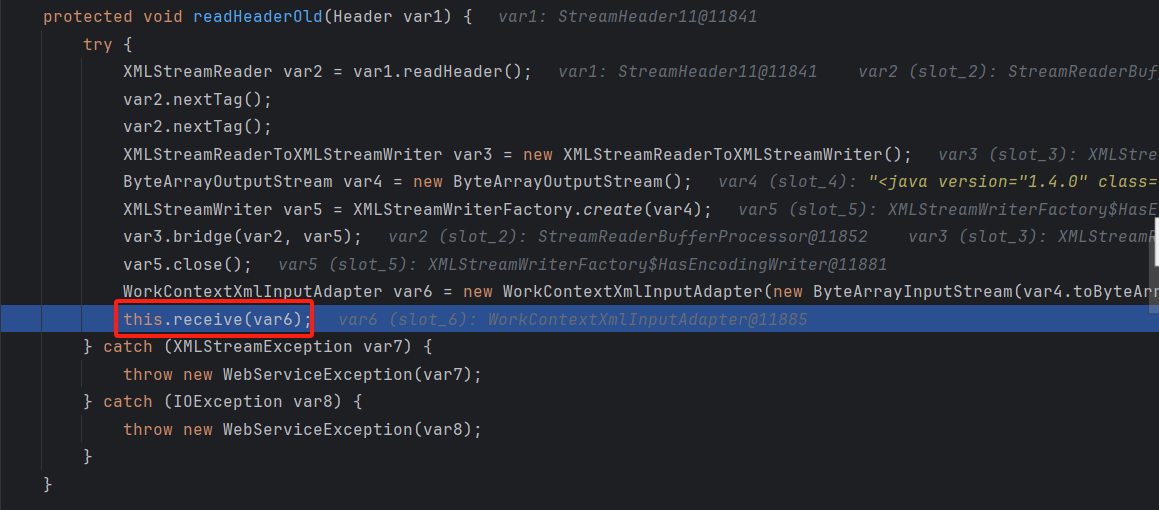 protected void readHeaderOld(Header var1) {   var1: StreamHeader11@11841
try {
XMLStreamReader var2 = var1.readHeader();   var1: StreamHeader11@11841    var2 (slot_2): StreamReaderBuff
var2.nextTag();
var2.nextTag();
XMLStreamReaderToXMLStreamWriter var3 = new XMLStreamReaderToXMLStreamWriter();   var3 (slot_3): XMLStre
ByteArrayOutputStream var4 = new ByteArrayOutputStream();   var4 (slot_4): "<java version="1.4.0" class=
XMLStreamWriter var5 = XMLStreamWriterFactory.create(var4);   var5 (slot_5): XMLStreamWriterFactory$HasE
var3.bridge(var2, var5);   var2 (slot_2): StreamReaderBufferProcessor@11852    var3 (slot_3): XMLStreamR
var5.close();   var5 (slot_5): XMLStreamWriterFactory$HasEncodingWriter@11881
WorkContextXmlInputAdapter var6 = new WorkContextXmlInputAdapter(new ByteArrayInputStream(var4.toByteArr
this.receive(var6);   var6 (slot_6): WorkContextXmlInputAdapter@11885
} catch (XMLStreamException var7) {
throw new WebServiceException(var7);
} catch (IOException var8) {
throw new WebServiceException(var8);
}
}